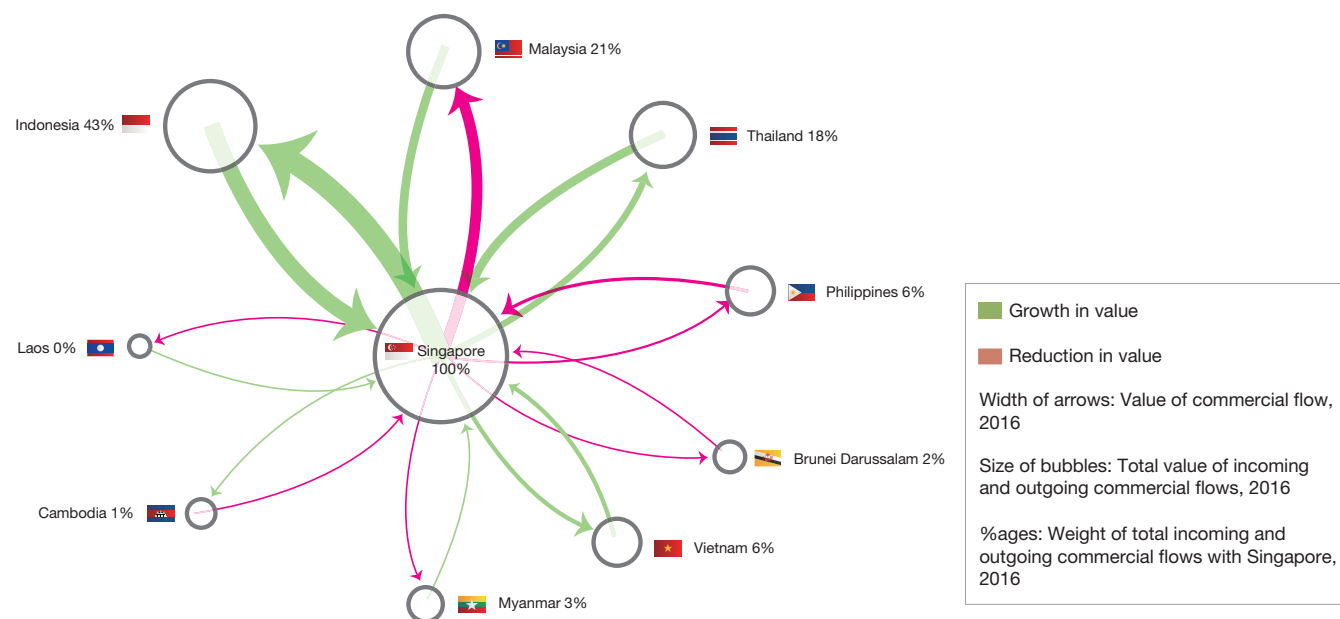 Malaysia 21%
Indonesia 43%
Thailand 18%
Philippines 6%
Laos 0%
Singapore
100%
Brunei Darussalam 2%
Cambodia 1%
Vietnam 6%
Myanmar 3%
Growth in value
Reduction in value
Width of arrows: Value of commercial flow,
2016
Size of bubbles: Total value of incoming
and outgoing commercial flows, 2016
%ages: Weight of total incoming and
outgoing commercial flows with Singapore,
2016